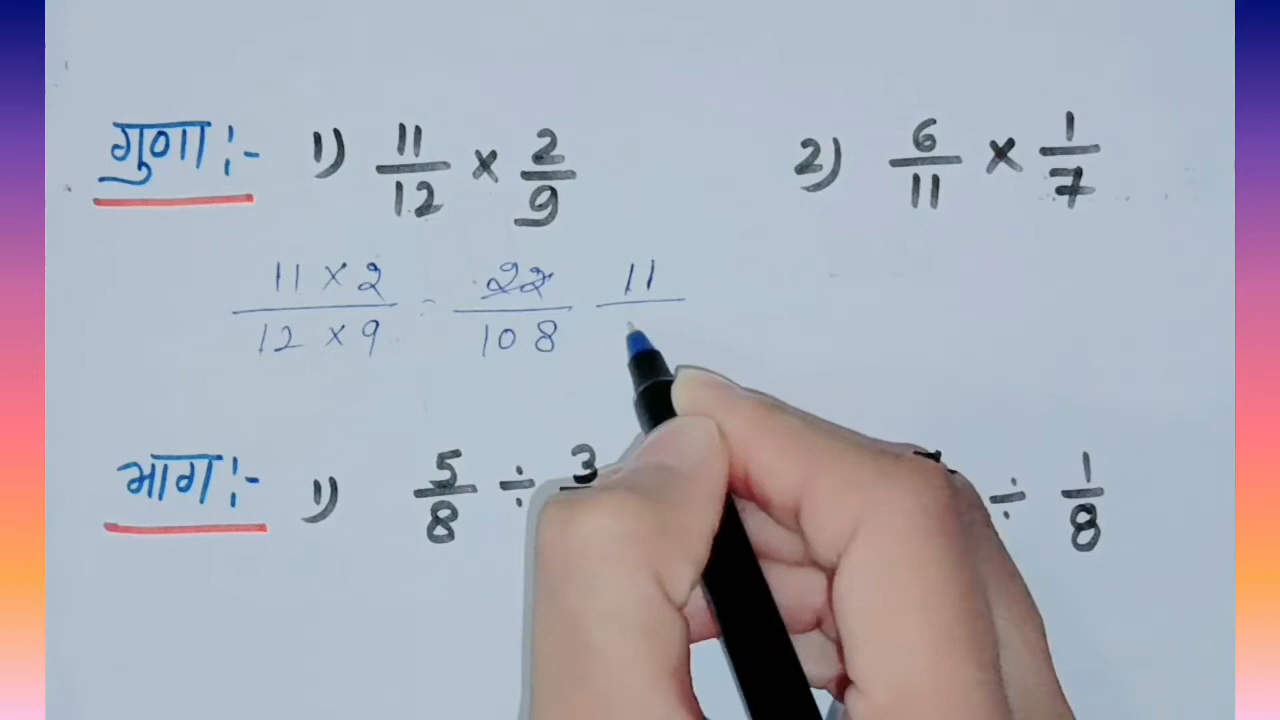 गुणा :- 1) 11/12 × 2/9 2) 6/11 × 1/7
11 × 2 / 12 × 9 = 22/108 11/
भाग :- 1) 5/8 ÷ 3 ÷ 1/8